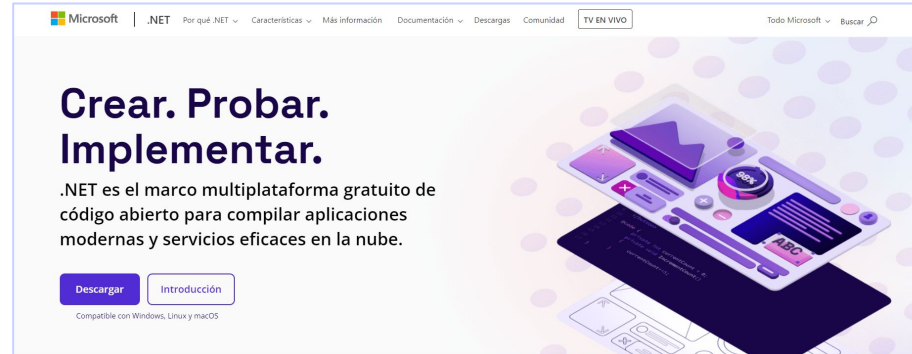 Microsoft .NET Por qué .NET Características Más información Documentación Descargas Comunidad TV EN VIVO Todo Microsoft Buscar
Crear. Probar.
Implementar.
.NET es el marco multiplataforma gratuito de
código abierto para compilar aplicaciones
modernas y servicios eficaces en la nube.
Descargar Introducción
Compatible con Windows, Linux y macOS
98%
ABC